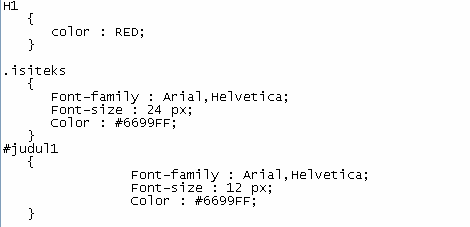 H1
{
color : RED;
}
.isiteks
{
Font-family : Arial,Helvetica;
Font-size : 24 px;
Color : #6699FF;
}
#judul1
{
Font-family : Arial,Helvetica;
Font-size : 12 px;
Color : #6699FF;
}